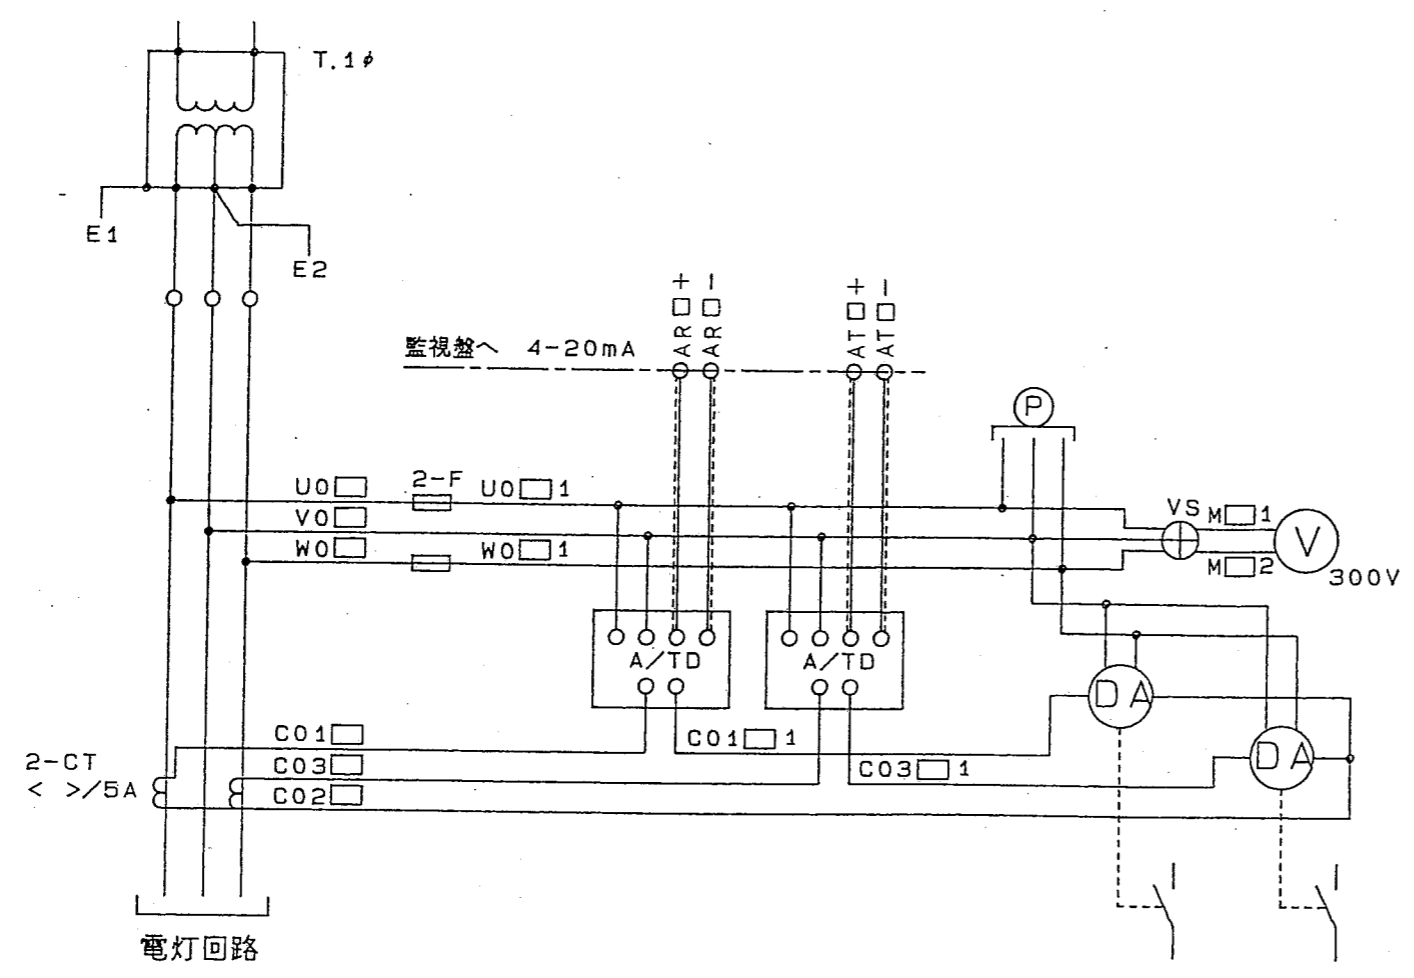 T.1φ
E1
E2
AR□+
AR□-
AT□+
AT□-
監視盤へ 4-20mA
P
U0□
2-F
U0□1
V0□
W0□
W0□1
VS
M□1
V
M□2
300V
A/TD
A/TD
DA
DA
C01□
C01□1
C03□
C03□1
C02□
2-CT
< >/5A
電灯回路